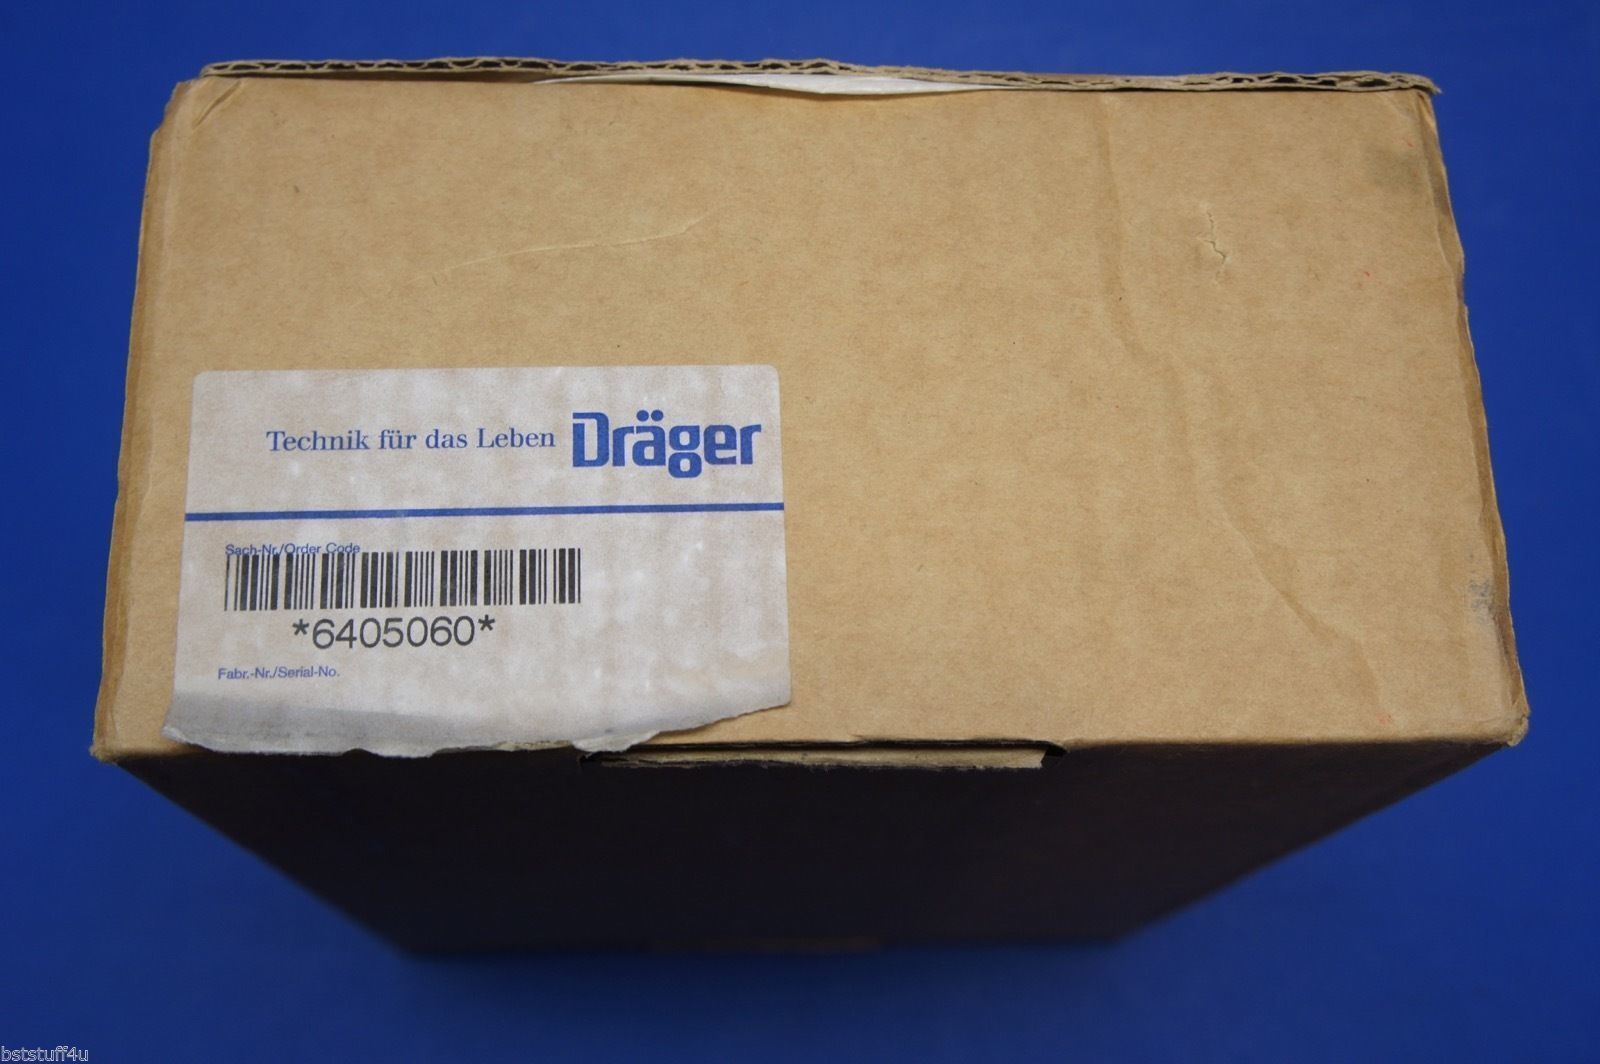 Technik für das Leben Dräger
Sach-Nr./Order Code
*6405060*
Fabr.-Nr./Serial-No.
bststuff4u